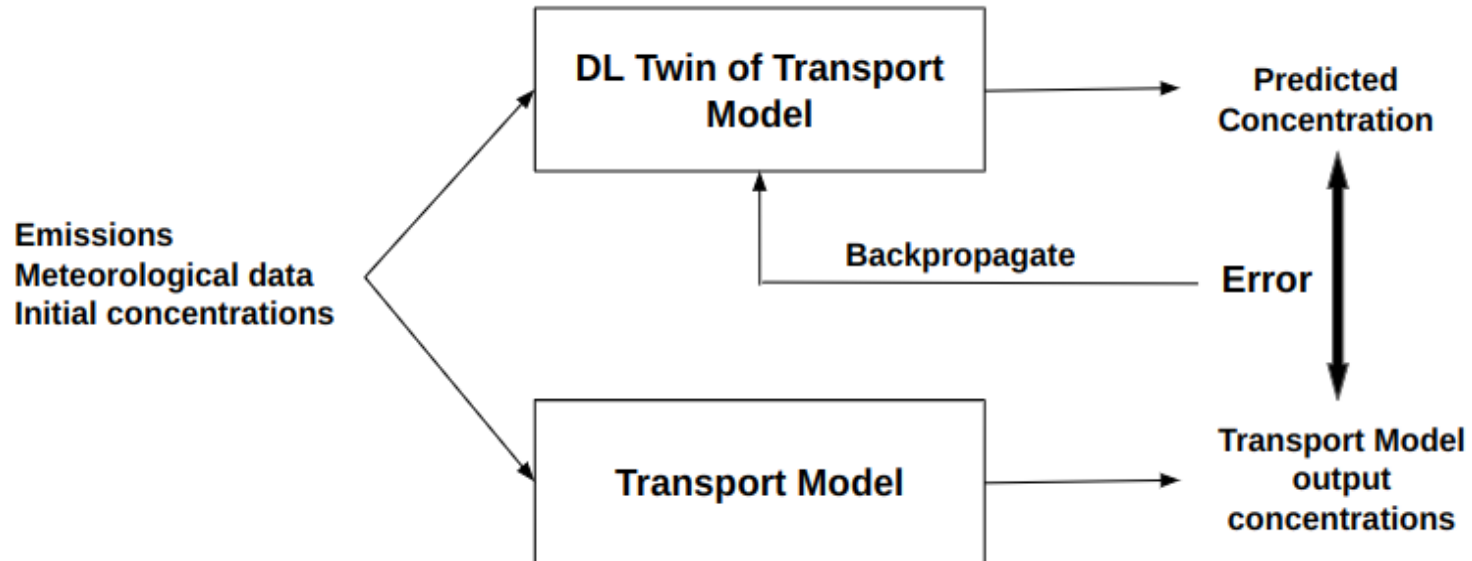 DL Twin of Transport
Model
Predicted
Concentration
Emissions
Meteorological data
Initial concentrations
Backpropagate
Error
Transport Model
Transport Model
output
concentrations